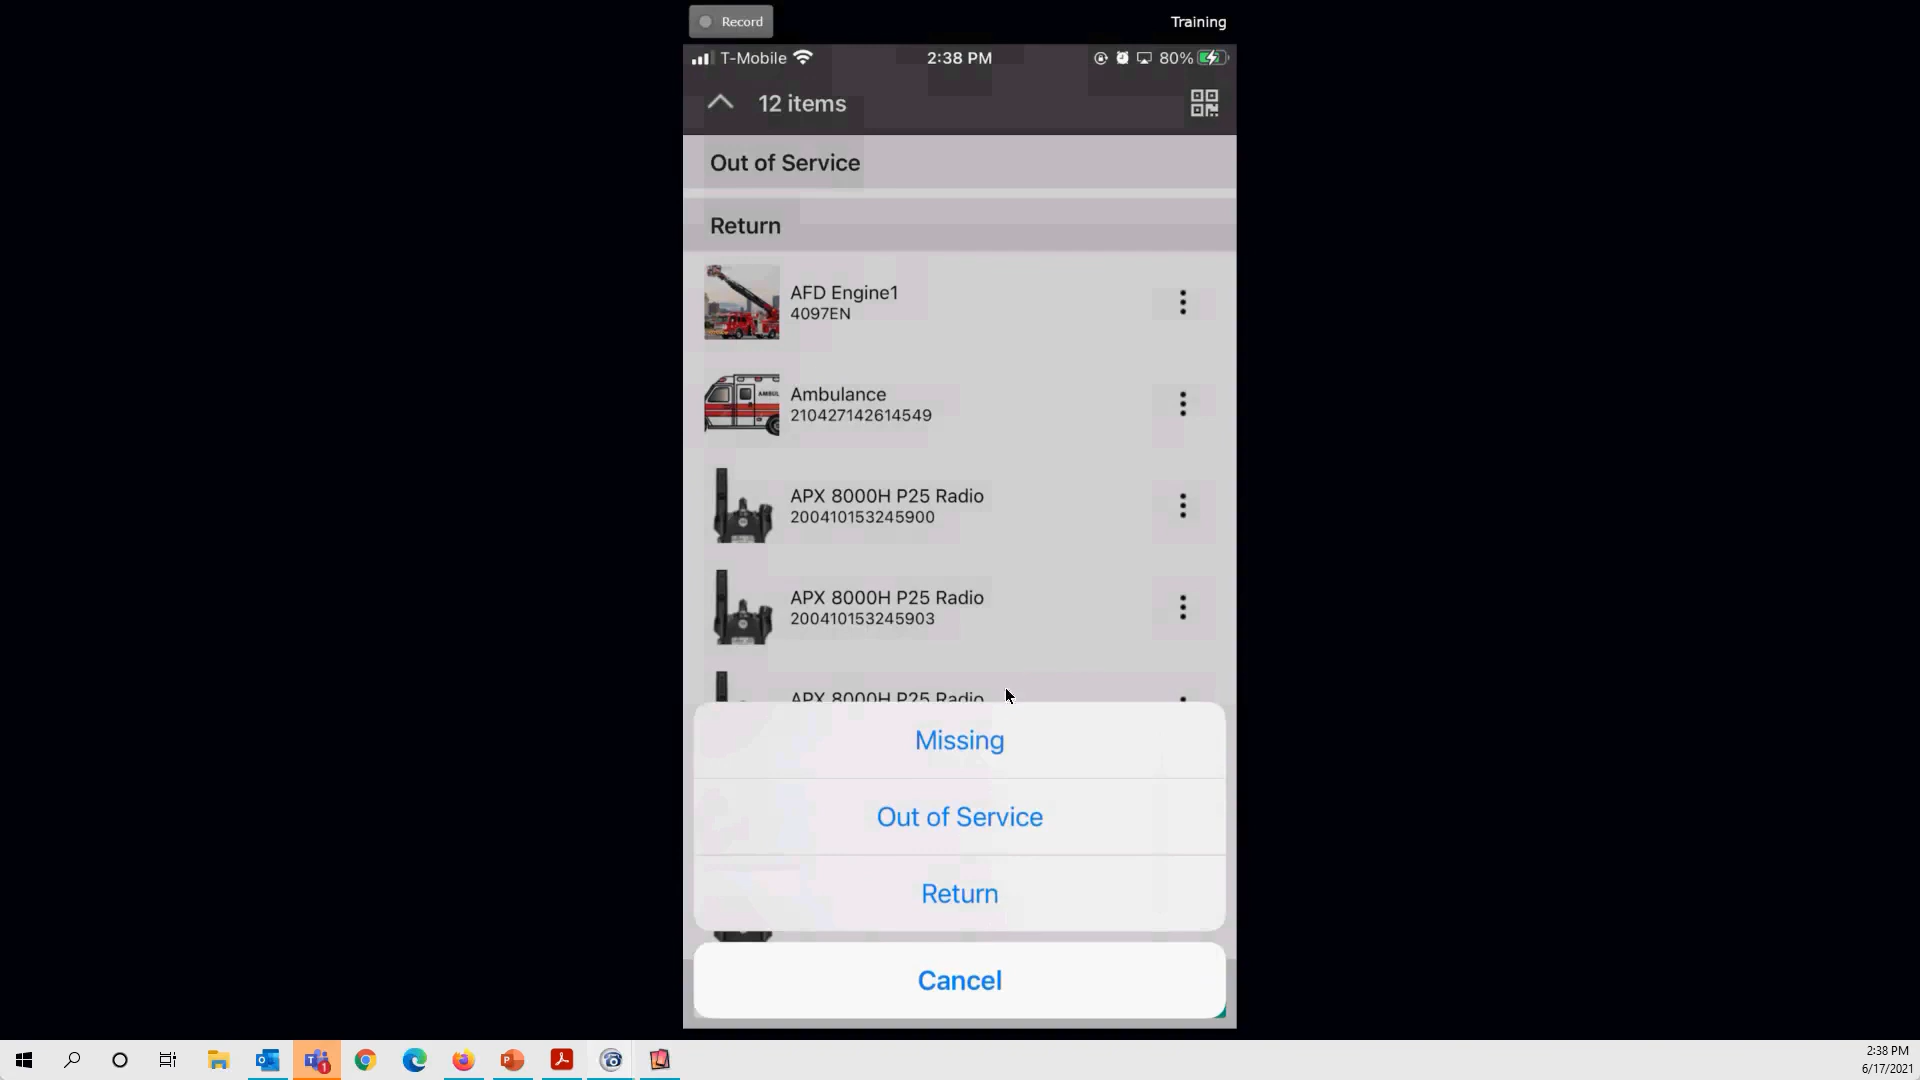 Record
Training
T-Mobile
2:38 PM
80%
12 items
Out of Service
Return
AFD Engine1
4097EN
Ambulance
210427142614549
APX 8000H P25 Radio
200410153245900
APX 8000H P25 Radio
200410153245903
APX 8000H P25 Radio
Missing
Out of Service
Return
Cancel
2:38 PM
6/17/2021